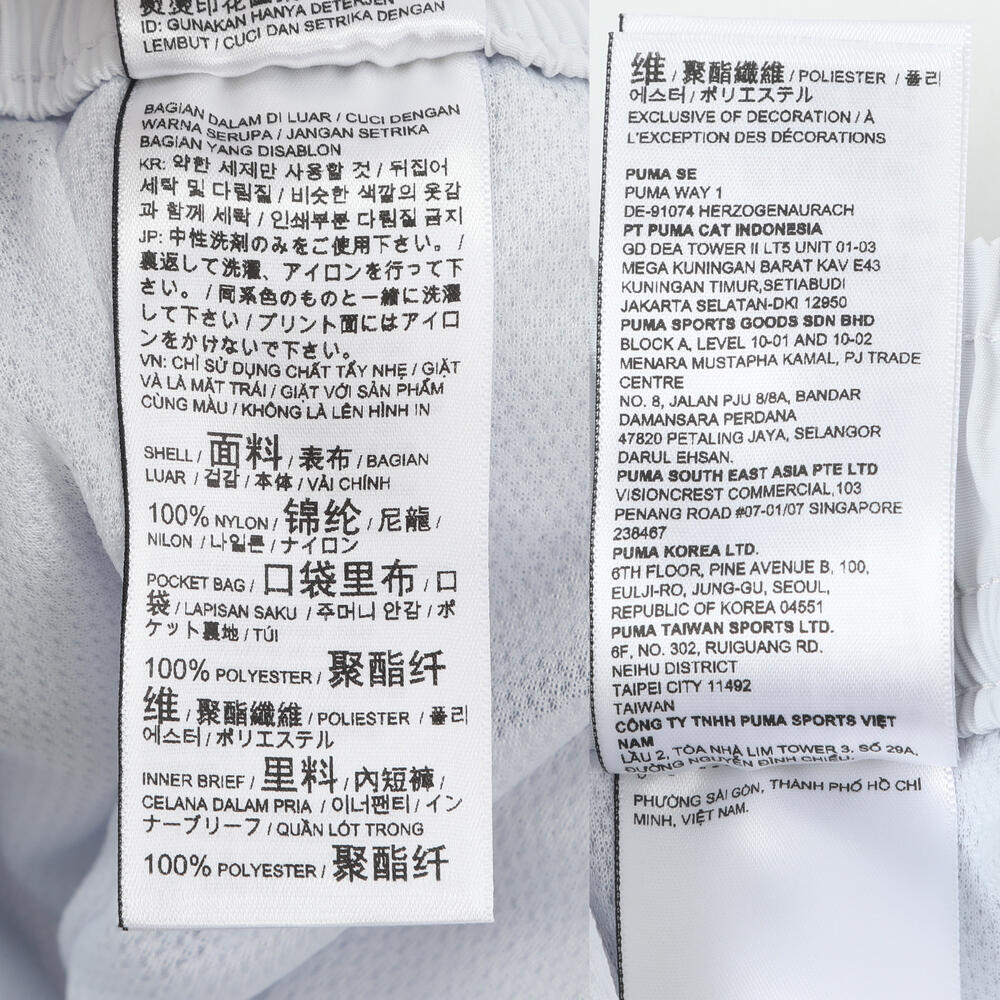 熨烫印花
ID: GUNAKAN HANYA DETERJEN
LEMBUT / CUCI DAN SETRIKA DENGAN
BAGIAN DALAM DI LUAR / CUCI DENGAN
WARNA SERUPA / JANGAN SETRIKA
BAGIAN YANG DISABLON
KR: 약한 세제만 사용할 것 / 뒤집어
세탁 및 다림질 / 비슷한 색깔의 옷감
과 함께 세탁 / 인쇄부분 다림질 금지
JP: 中性洗剤のみをご使用下さい。 /
裏返して洗濯、アイロンを行って下
さい。 / 同系色のものと一緒に洗濯
して下さい / プリント面にはアイロ
ンをかけないで下さい。
VN: CHỈ SỬ DỤNG CHẤT TẨY NHẸ / GIẶT
VÀ LÀ MẶT TRÁI / GIẶT VỚI SẢN PHẨM
CÙNG MÀU / KHÔNG LÀ LÊN HÌNH IN
SHELL / 面料 / 表布 / BAGIAN
LUAR / 겉감 / 本体 / VẢI CHÍNH
100% NYLON / 锦纶 / 尼龍 /
NILON / 나일론 / ナイロン
POCKET BAG / 口袋里布 / 口
袋 / LAPISAN SAKU / 주머니 안감 / ポ
ケット裏地 / TÚI
100% POLYESTER / 聚酯纤
维 / 聚酯纖維 / POLIESTER / 폴리
에스터 / ポリエステル
INNER BRIEF / 里料 / 內短褲 /
CELANA DALAM PRIA / 이너팬티 / イン
ナーブリーフ / QUẦN LÓT TRONG
100% POLYESTER / 聚酯纤
维 / 聚酯纖維 / POLIESTER / 폴리
에스터 / ポリエステル
EXCLUSIVE OF DECORATION / À
L'EXCEPTION DES DÉCORATIONS
PUMA SE
PUMA WAY 1
DE-91074 HERZOGENAURACH
PT PUMA CAT INDONESIA
GD DEA TOWER II LT5 UNIT 01-03
MEGA KUNINGAN BARAT KAV E43
KUNINGAN TIMUR,SETIABUDI
JAKARTA SELATAN-DKI 12950
PUMA SPORTS GOODS SDN BHD
BLOCK A, LEVEL 10-01 AND 10-02
MENARA MUSTAPHA KAMAL, PJ TRADE
CENTRE
NO. 8, JALAN PJU 8/8A, BANDAR
DAMANSARA PERDANA
47820 PETALING JAYA, SELANGOR
DARUL EHSAN.
PUMA SOUTH EAST ASIA PTE LTD
VISIONCREST COMMERCIAL,103
PENANG ROAD #07-01/07 SINGAPORE
238467
PUMA KOREA LTD.
6TH FLOOR, PINE AVENUE B, 100,
EULJI-RO, JUNG-GU, SEOUL,
REPUBLIC OF KOREA 04551
PUMA TAIWAN SPORTS LTD.
6F, NO. 302, RUIGUANG RD.
NEIHU DISTRICT
TAIPEI CITY 11492
TAIWAN
CÔNG TY TNHH PUMA SPORTS VIỆT
NAM
LẦU 2, TÒA NHÀ LIM TOWER 3, SỐ 29A,
ĐƯỜNG NGUYỄN ĐÌNH CHIỂU,
PHƯỜNG SÀI GÒN, THÀNH PHỐ HỒ CHÍ
MINH, VIỆT NAM.